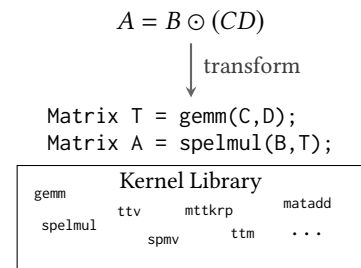 A = B ⊙ (CD)
transform
Matrix T = gemm(C,D);
Matrix A = spelmul(B,T);
Kernel Library
gemm
ttv
mttkrp
matadd
spelmul
spmv
ttm
...